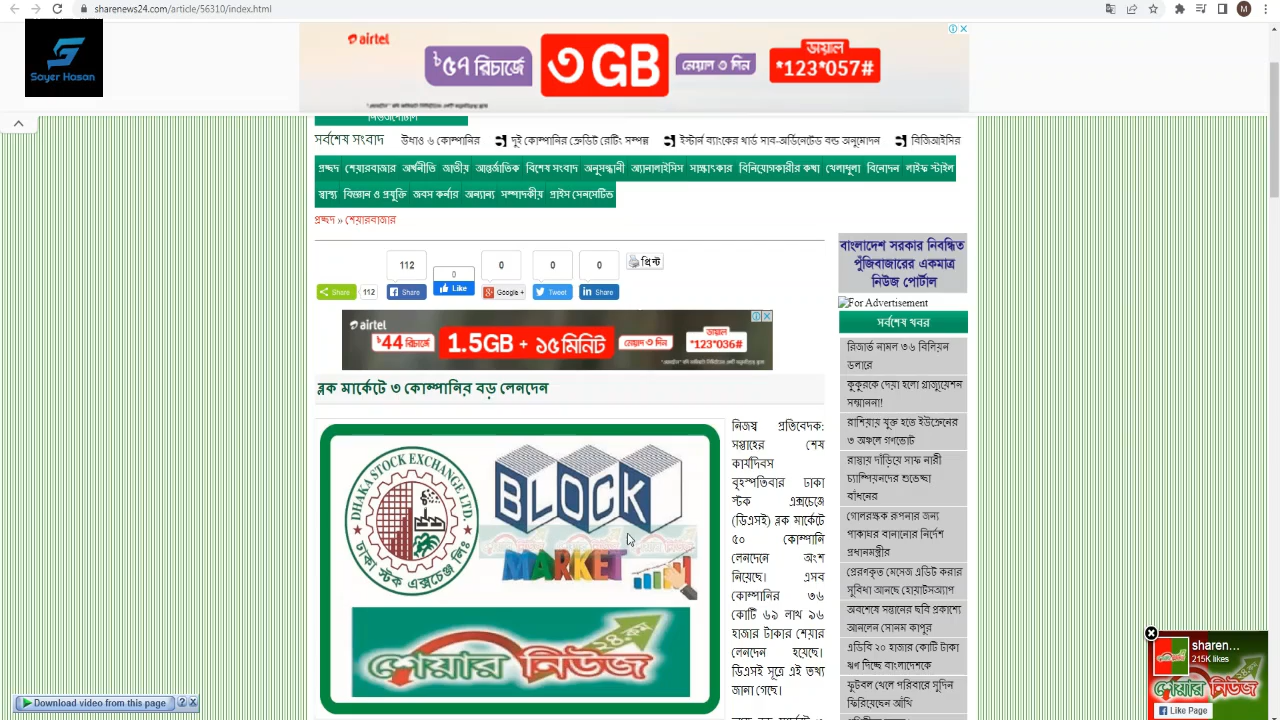 sharenews24.com/article/56310/index.html
M
Sayer Hasan
airtel
৳৫৭ রিচার্জে
৩ GB
মেয়াদ ৩ দিন
ডায়াল
*123*057#
নিউজপোর্টাল
সর্বশেষ সংবাদ
উধাও ৬ কোম্পানির
দুই কোম্পানির ক্রেডিট রেটিং সম্পন্ন
ইস্টার্ন ব্যাংকের থার্ড সাব-অর্ডিনেটেড বন্ড অনুমোদন
বিজিআইসির
প্রচ্ছদ শেয়ারবাজার অর্থনীতি জাতীয় আন্তর্জাতিক বিশেষ সংবাদ অনুসন্ধানী অ্যানালাইসিস সাক্ষাৎকার বিনিয়োগকারীর কথা খেলাধুলা বিনোদন লাইফ স্টাইল
স্বাস্থ্য বিজ্ঞান ও প্রযুক্তি জবস কর্নার অন্যান্য সম্পাদকীয় প্রাইস সেনসেটিভ
প্রচ্ছদ » শেয়ারবাজার
112
0
0
0
0
প্রিন্ট
Share
112
Share
Like
Google +
Tweet
Share
airtel
৳44 রিচার্জে
1.5GB + ১৫মিনিট
মেয়াদ ৩ দিন
ডায়াল
*123*036#
ব্লক মার্কেটে ৩ কোম্পানির বড় লেনদেন
DHAKA STOCK EXCHANGE LTD.
ঢাকা স্টক এক্সচেঞ্জ লিঃ
BLOCK
MARKET
শেয়ার নিউজ ২৪.কম
নিজস্ব প্রতিবেদক:
সপ্তাহের শেষ
কার্যদিবস
বৃহস্পতিবার ঢাকা
স্টক এক্সচেঞ্জে
(ডিএসই) ব্লক মার্কেটে
৫০ কোম্পানি
লেনদেনে অংশ
নিয়েছে। এসব
কোম্পানির ৩৬
কোটি ৬৯ লাখ ৯৬
হাজার টাকার শেয়ার
লেনদেন হয়েছে।
ডিএসই সূত্রে এই তথ্য
জানা গেছে।
বাংলাদেশ সরকার নিবন্ধিত
পুঁজিবাজারের একমাত্র
নিউজ পোর্টাল
For Advertisement
সর্বশেষ খবর
রিজার্ভ নামল ৩৬ বিলিয়ন
ডলারে
কুকুরকে দেয়া হলো গ্র্যাজুয়েশন
সম্মাননা!
রাশিয়ায় যুক্ত হতে ইউক্রেনের
৩ অঞ্চলে গণভোট
রাস্তায় দাঁড়িয়ে সাফ নারী
চ্যাম্পিয়নদের শুভেচ্ছা
বাঁধনের
গোলরক্ষক রূপনার জন্য
পাকাঘর বানানোর নির্দেশ
প্রধানমন্ত্রীর
প্রেরণকৃত মেসেজ এডিট করার
সুবিধা আনছে হোয়াটসঅ্যাপ
অবশেষে সন্তানের ছবি প্রকাশ্যে
আনলেন সোনম কাপুর
এডিবি ২০ হাজার কোটি টাকা
ঋণ দিচ্ছে বাংলাদেশকে
ফুটবল খেলে পরিবারে সুদিন
ফিরিয়েছেন আঁখি
sharen...
215K likes
শেয়ার নিউজ
Like Page
Download video from this page